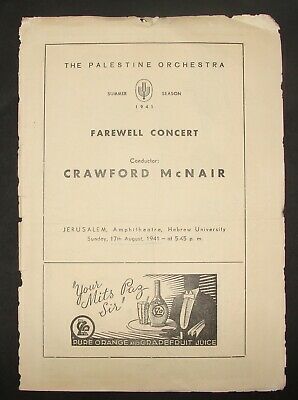 THE PALESTINE ORCHESTRA
SUMMER SEASON
1941
FAREWELL CONCERT
Conductor:
CRAWFORD McNAIR
JERUSALEM, Amphitheatre, Hebrew University
Sunday, 17th August, 1941 – at 5.45 p. m.
"Your
Mits Paz
Sir"
PURE ORANGE AND GRAPEFRUIT JUICE